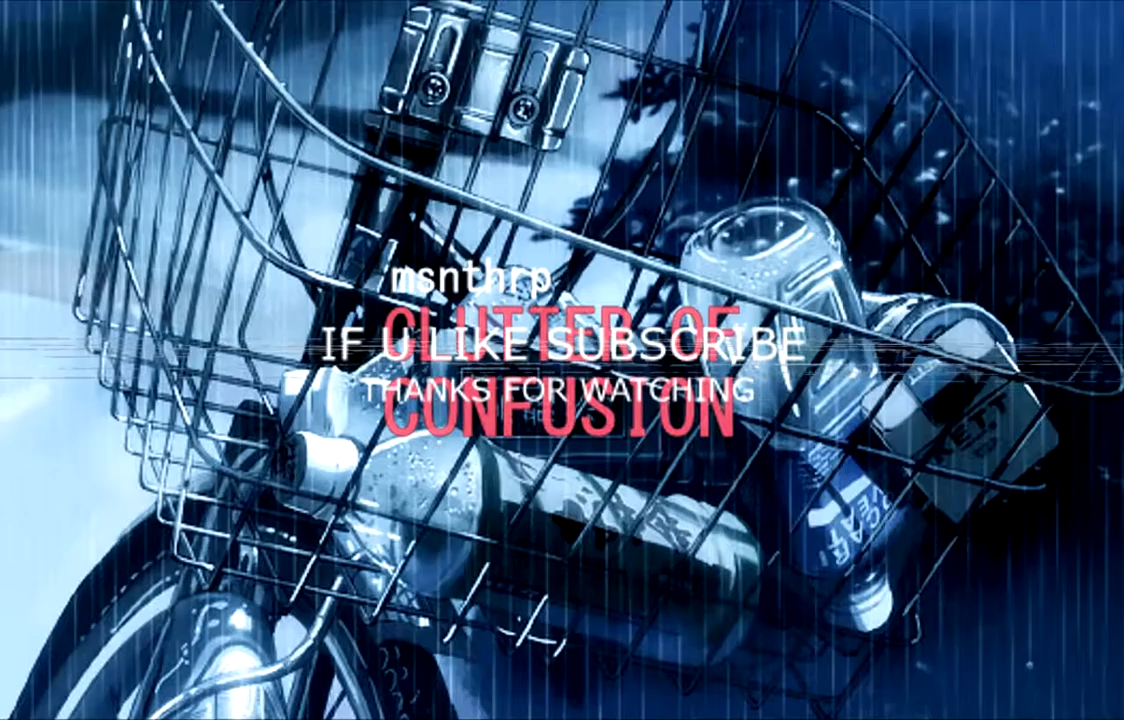 msnthrp
CLUTTER OF
IF U LIKE SUBSCRIBE
THANKS FOR WATCHING
CONFUSION